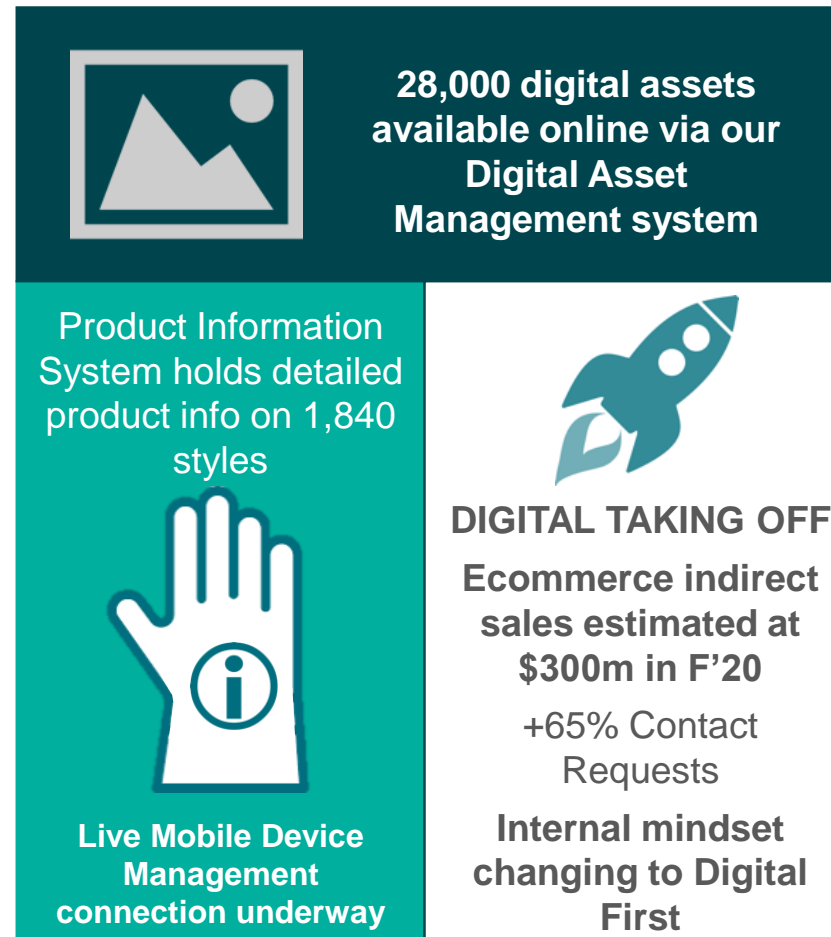 28,000 digital assets
available online via our
Digital Asset
Management system
Product Information
System holds detailed
product info on 1,840
styles
i
Live Mobile Device
Management
connection underway
DIGITAL TAKING OFF
Ecommerce indirect
sales estimated at
$300m in F'20
+65% Contact
Requests
Internal mindset
changing to Digital
First